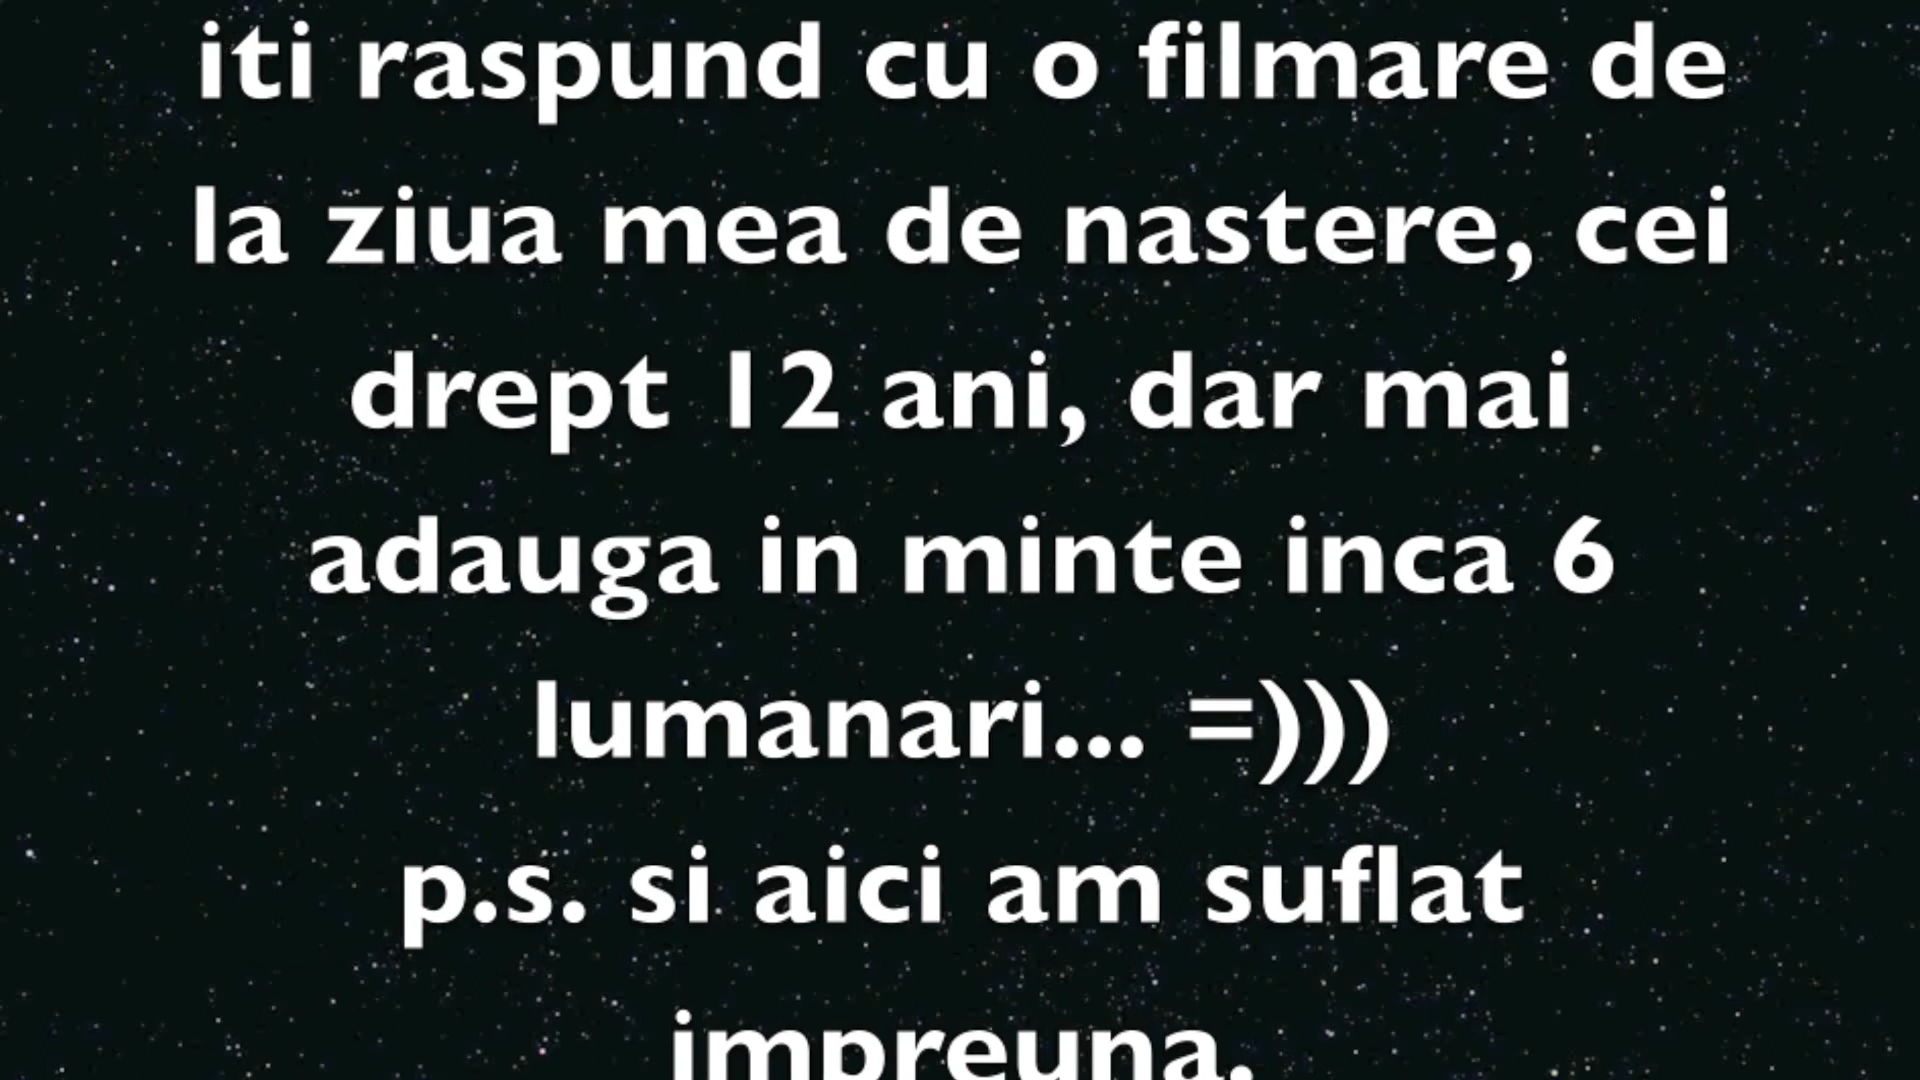 iti raspund cu o filmare de
la ziua mea de nastere, cei
drept 12 ani, dar mai
adauga in minte inca 6
lumanari... =)))
p.s. si aici am suflat
impreuna.